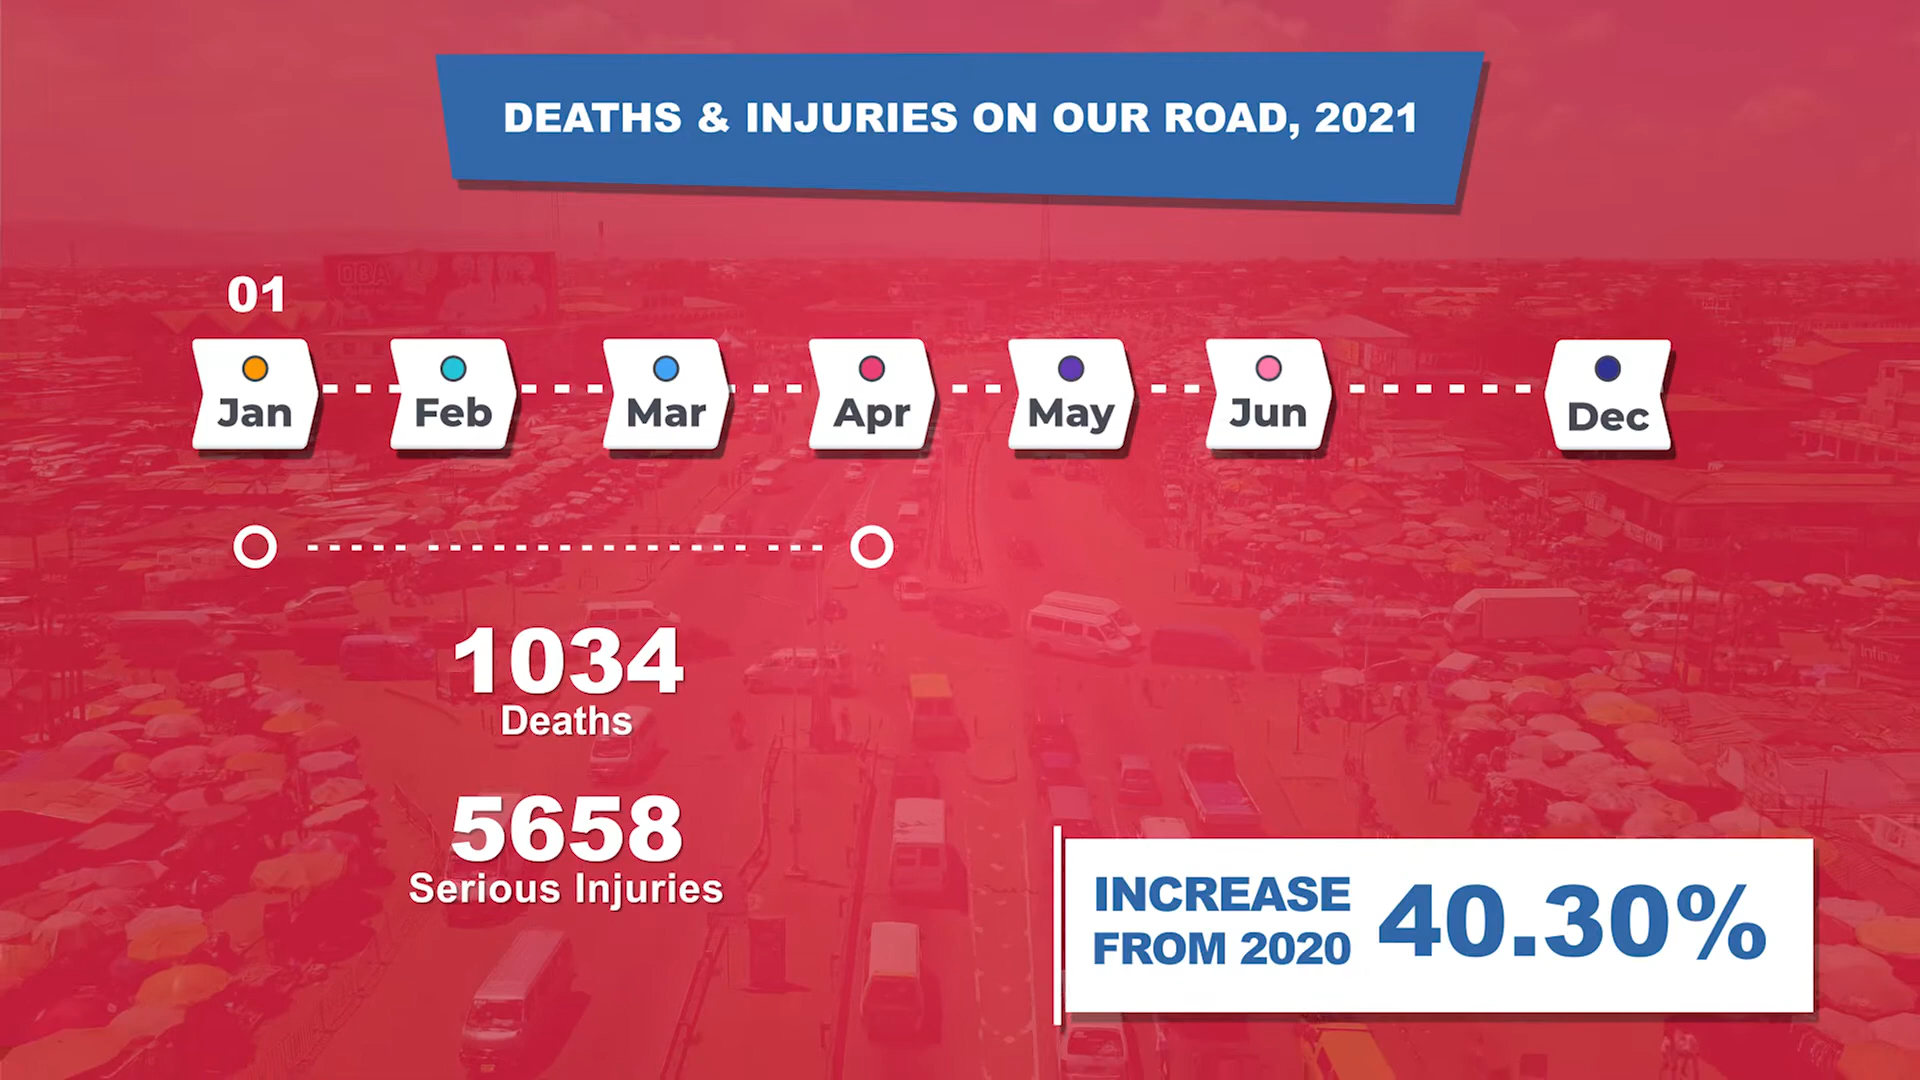 DEATHS & INJURIES ON OUR ROAD, 2021
01
Jan Feb Mar Apr May Jun Dec
1034
Deaths
5658
Serious Injuries
INCREASE
FROM 2020
40.30%